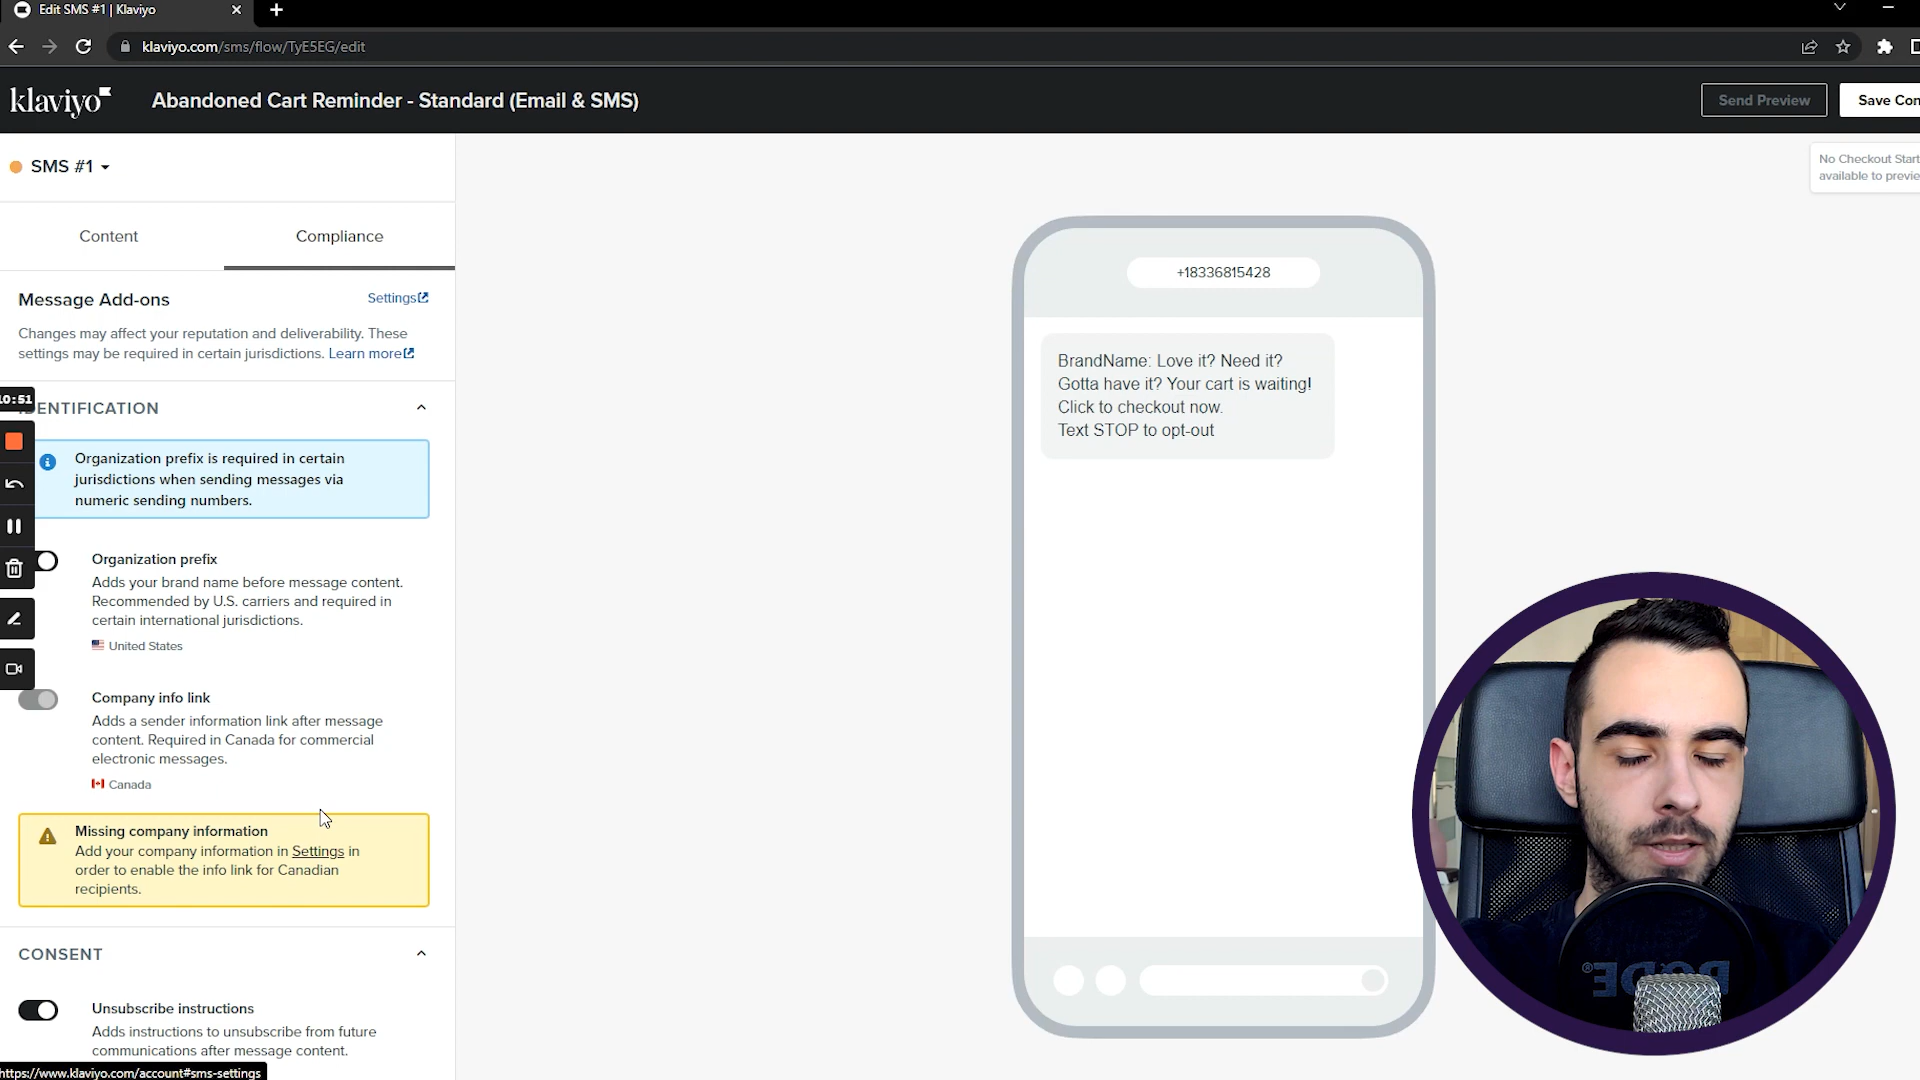 Edit SMS #1 | Klaviyo
klaviyo.com/sms/flow/TyE5EG/edit
klaviyo
Abandoned Cart Reminder - Standard (Email & SMS)
Send Preview
Save Con
SMS #1
No Checkout Start
available to previe
Content
Compliance
Message Add-ons
Settings
Changes may affect your reputation and deliverability. These
settings may be required in certain jurisdictions. Learn more
10:51
IDENTIFICATION
Organization prefix is required in certain
jurisdictions when sending messages via
numeric sending numbers.
Organization prefix
Adds your brand name before message content.
Recommended by U.S. carriers and required in
certain international jurisdictions.
United States
Company info link
Adds a sender information link after message
content. Required in Canada for commercial
electronic messages.
Canada
Missing company information
Add your company information in Settings in
order to enable the info link for Canadian
recipients.
CONSENT
Unsubscribe instructions
Adds instructions to unsubscribe from future
communications after message content.
https://www.klaviyo.com/account#sms-settings
+18336815428
BrandName: Love it? Need it?
Gotta have it? Your cart is waiting!
Click to checkout now.
Text STOP to opt-out
RODE®